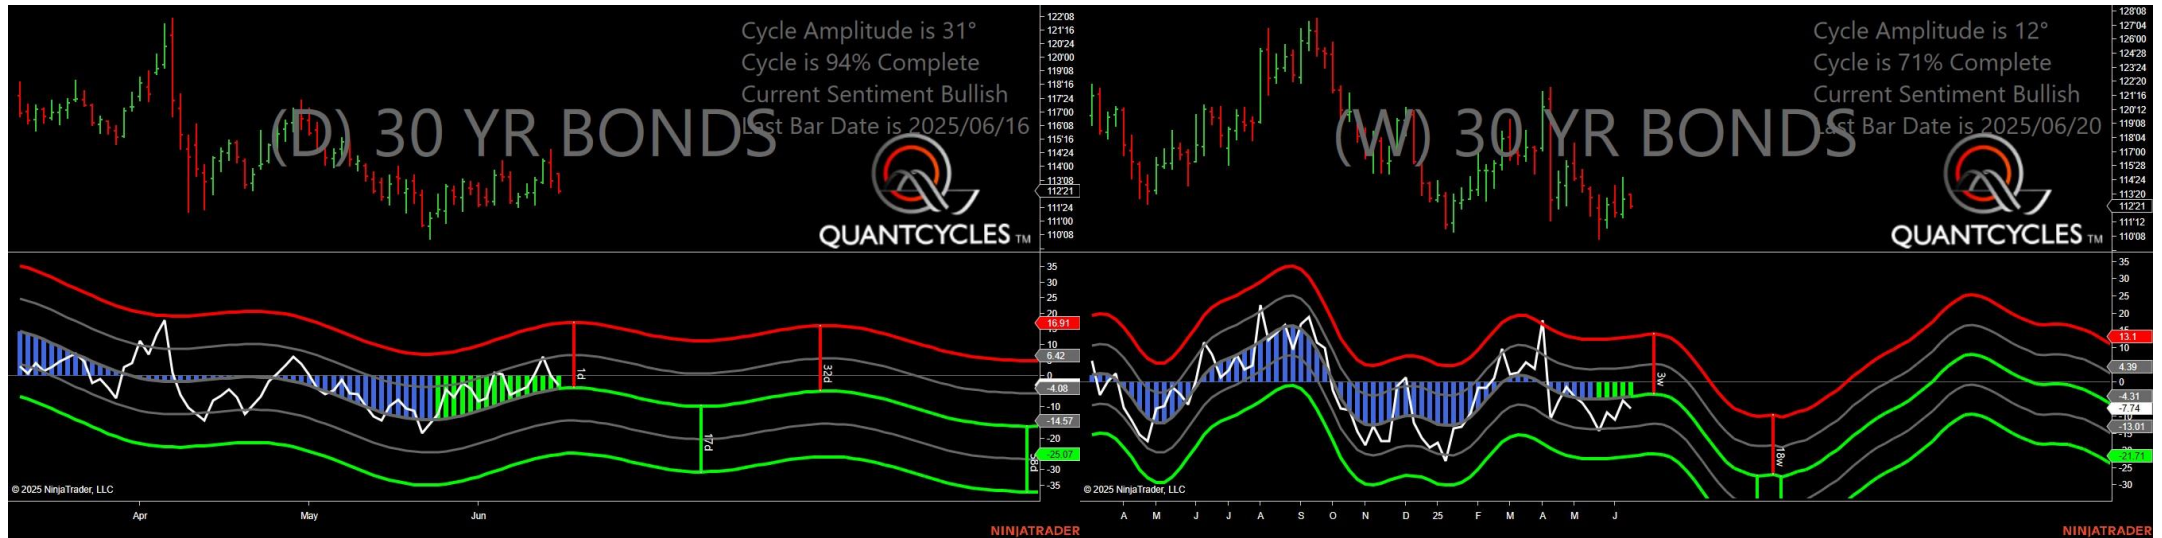 Cycle Amplitude is 31°
Cycle is 94% Complete
Current Sentiment Bullish
Last Bar Date is 2025/06/16
(D) 30 YR BONDS
QUANTCYCLES TM
122'08
121'16
120'24
120'00
119'08
118'16
117'24
117'00
116'08
115'16
114'24
114'00
113'08
112'21
111'24
111'00
110'08
35
30
25
20
16.91
10
6.42
0
-4.08
-10
-14.57
-20
-25.07
-30
-35
1d
32d
17d
58d
© 2025 NinjaTrader, LLC
Apr May Jun
NINJATRADER
Cycle Amplitude is 12°
Cycle is 71% Complete
Current Sentiment Bullish
Last Bar Date is 2025/06/20
(W) 30 YR BONDS
QUANTCYCLES TM
128'08
127'04
126'00
124'28
123'24
122'20
121'16
120'12
119'08
118'04
117'00
115'28
114'24
113'20
112'21
111'12
110'08
35
30
25
20
13.1
10
4.39
0
-4.31
-7.74
-13.01
-21.71
-25
-30
3w
18w
© 2025 NinjaTrader, LLC
A M J J A S O N D 25 F M A M J
NINJATRADER